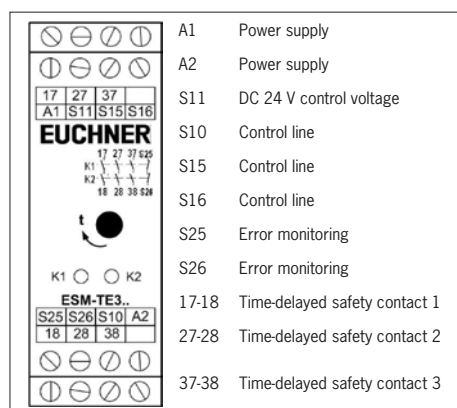 17 27 37
A1 S11 S15 S16
EUCHNER
17 27 37 S25
K1
K2
18 28 38 S26
t
K1 K2
ESM-TE3..
S25 S26 S10 A2
18 28 38
A1 Power supply
A2 Power supply
S11 DC 24 V control voltage
S10 Control line
S15 Control line
S16 Control line
S25 Error monitoring
S26 Error monitoring
17-18 Time-delayed safety contact 1
27-28 Time-delayed safety contact 2
37-38 Time-delayed safety contact 3